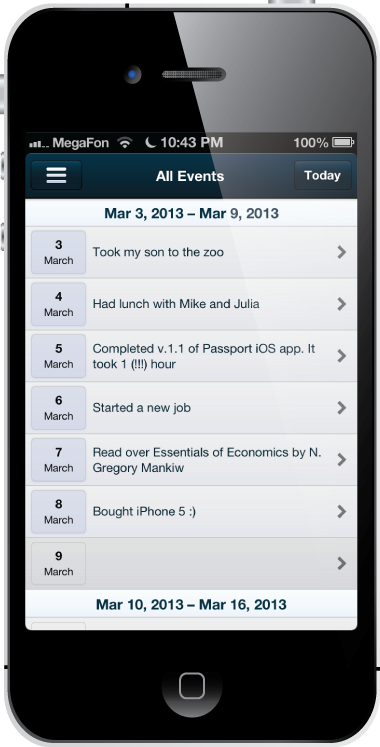 MegaFon 10:43 PM 100%
All Events
Today
Mar 3, 2013 – Mar 9, 2013
3
March
Took my son to the zoo
4
March
Had lunch with Mike and Julia
5
March
Completed v.1.1 of Passport iOS app. It
took 1 (!!!) hour
6
March
Started a new job
7
March
Read over Essentials of Economics by N.
Gregory Mankiw
8
March
Bought iPhone 5 :)
9
March
Mar 10, 2013 – Mar 16, 2013